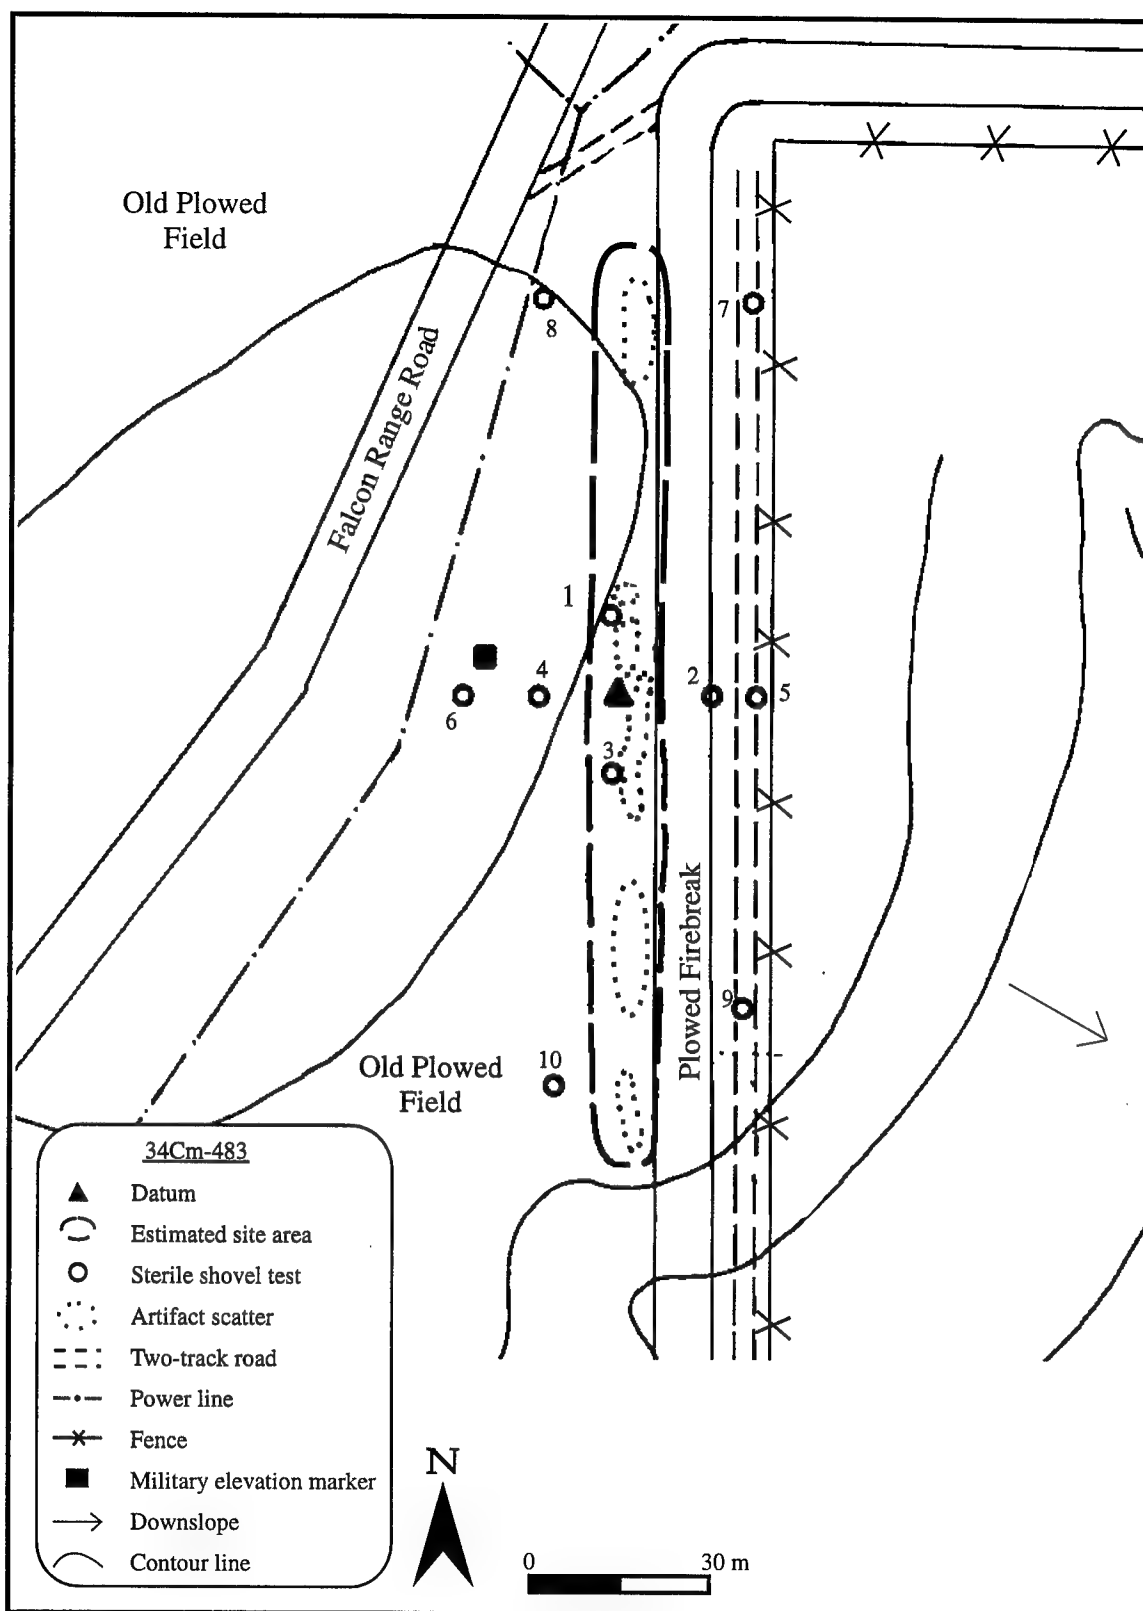 Old Plowed
Field
8
7
Falcon Range Road
1
4
2
5
6
3
Plowed Firebreak
9
10
Old Plowed
Field
34Cm-483
Datum
Estimated site area
Sterile shovel test
Artifact scatter
Two-track road
Power line
Fence
Military elevation marker
Downslope
Contour line
N
0 30 m